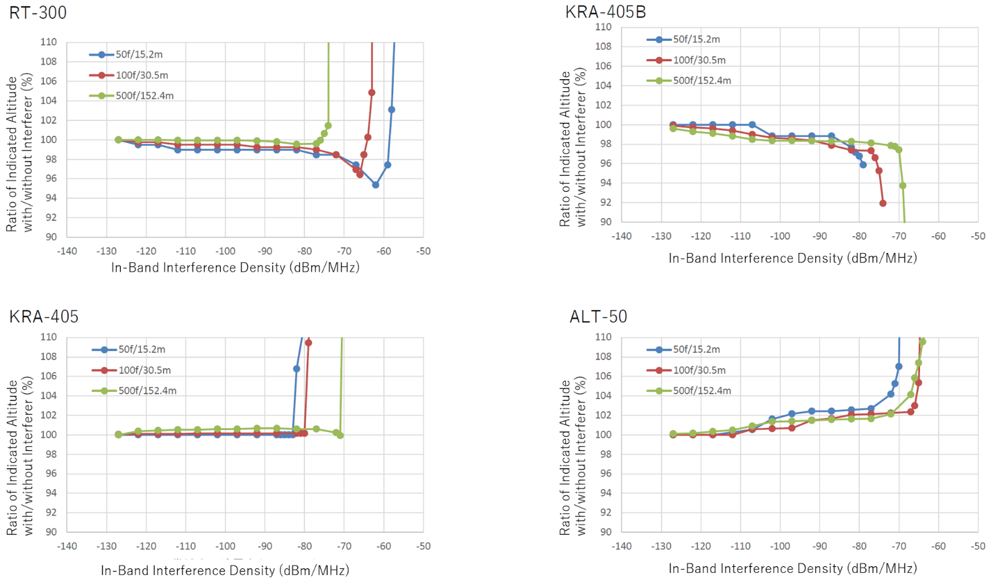 RT-300
110
108
106
104
102
100
98
96
94
92
90
Ratio of Indicated Altitude
with/without Interferer (%)
50f/15.2m
100f/30.5m
500f/152.4m
-140 -130 -120 -110 -100 -90 -80 -70 -60 -50
In-Band Interference Density (dBm/MHz)
KRA-405B
110
108
106
104
102
100
98
96
94
92
90
Ratio of Indicated Altitude
with/without Interferer (%)
50f/15.2m
100f/30.5m
500f/152.4m
-140 -130 -120 -110 -100 -90 -80 -70 -60 -50
In-Band Interference Density (dBm/MHz)
KRA-405
110
108
106
104
102
100
98
96
94
92
90
Ratio of Indicated Altitude
with/without Interferer (%)
50f/15.2m
100f/30.5m
500f/152.4m
-140 -130 -120 -110 -100 -90 -80 -70 -60 -50
In-Band Interference Density (dBm/MHz)
ALT-50
110
108
106
104
102
100
98
96
94
92
90
Ratio of Indicated Altitude
with/without Interferer (%)
50f/15.2m
100f/30.5m
500f/152.4m
-140 -130 -120 -110 -100 -90 -80 -70 -60 -50
In-Band Interference Density (dBm/MHz)